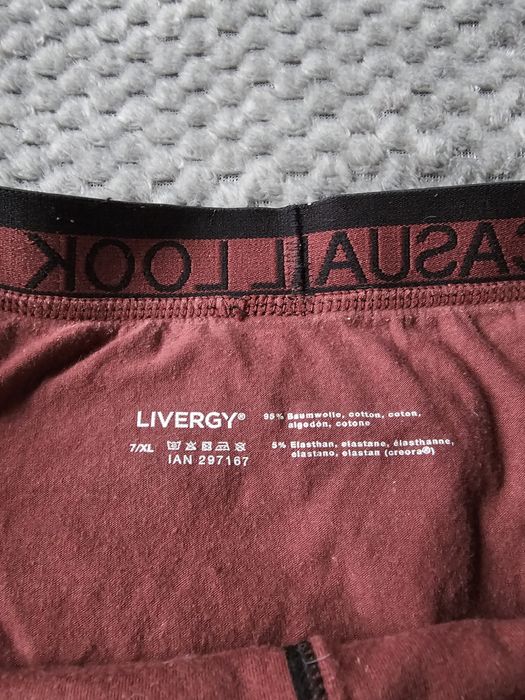 CASUAL LOOK
LIVERGY®
7/XL
IAN 297167
95% Baumwolle, cotton, coton,
algodón, cotone
5% Elasthan, elastane, élasthanne,
elastano, elastan (creora®)